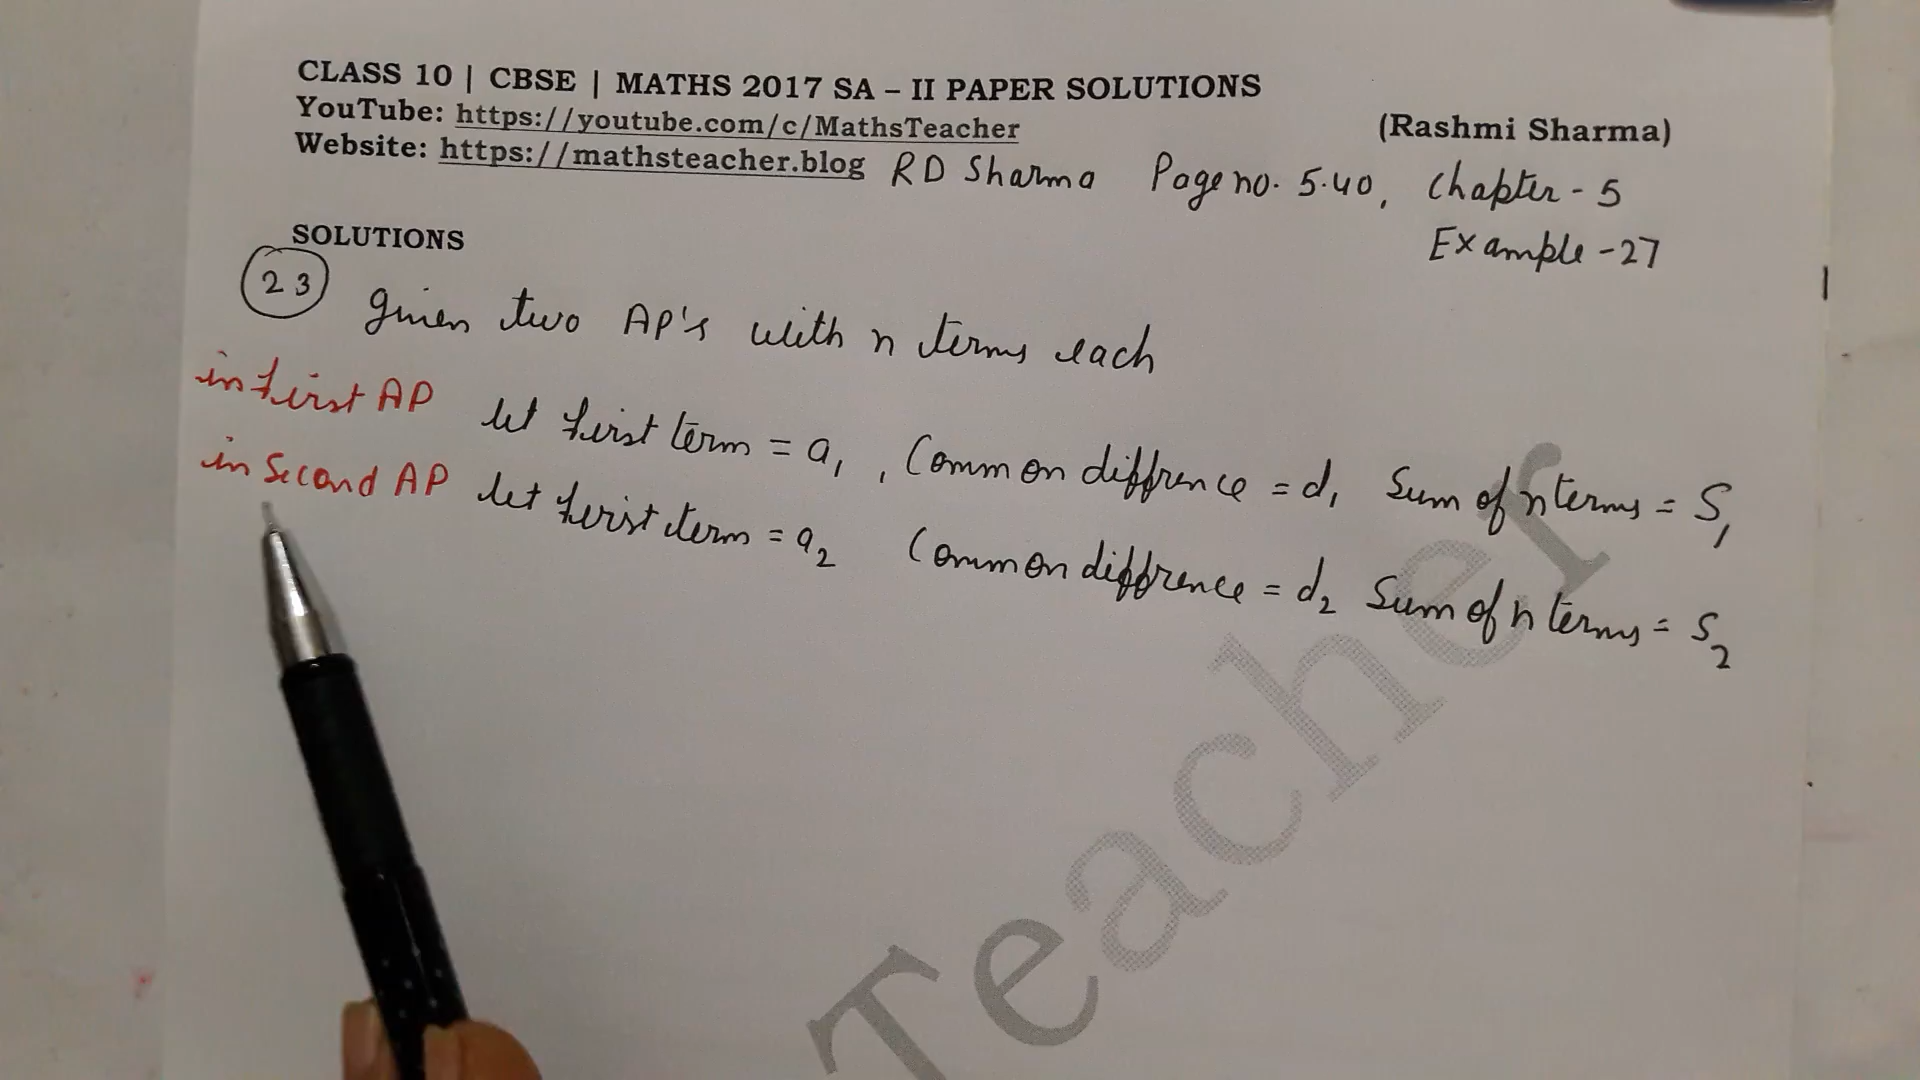 CLASS 10 | CBSE | MATHS 2017 SA – II PAPER SOLUTIONS
YouTube: https://youtube.com/c/MathsTeacher (Rashmi Sharma)
Website: https://mathsteacher.blog RD Sharma Page no. 5.40, Chapter - 5
Example - 27
SOLUTIONS
23 given two AP's with n terms each
in first AP let first term = a₁, Common diffrence = d₁ Sum of n terms = S₁
in second AP let first term = a₂ Common diffrence = d₂ Sum of n terms = S₂
Teacher